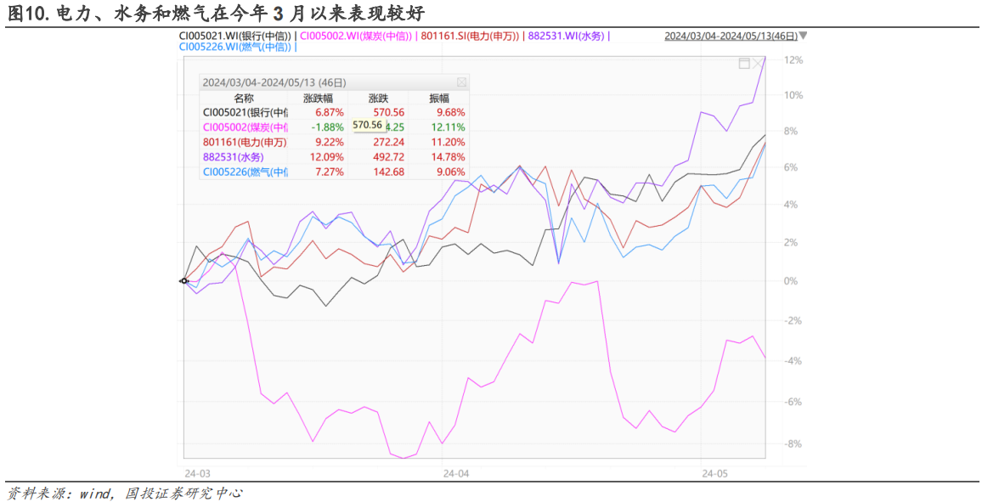 图10.电力、水务和燃气在今年 3 月以来表现较好
CI005021.WI(银行(中信)) | CI005002.WI(煤炭(中信)) | 801161.SI(电力(申万)) | 882531.WI(水务) |
2024/03/04-2024/05/13(46日)
CI005226.WI(燃气(中信)) |
2024/03/04-2024/05/13 (46日)
名称 涨跌幅 涨跌 振幅
CI005021(银行(中信 6.87% 570.56 9.68%
CI005002(煤炭(中信 -1.88% 570.56 4.25 12.11%
801161(电力(申万) 9.22% 272.24 11.20%
882531(水务) 12.09% 492.72 14.78%
CI005226(燃气(中信 7.27% 142.68 9.06%
12%
10%
8%
6%
4%
2%
0%
-2%
-4%
-6%
-8%
24-03 24-04 24-05
资料来源：wind，国投证券研究中心